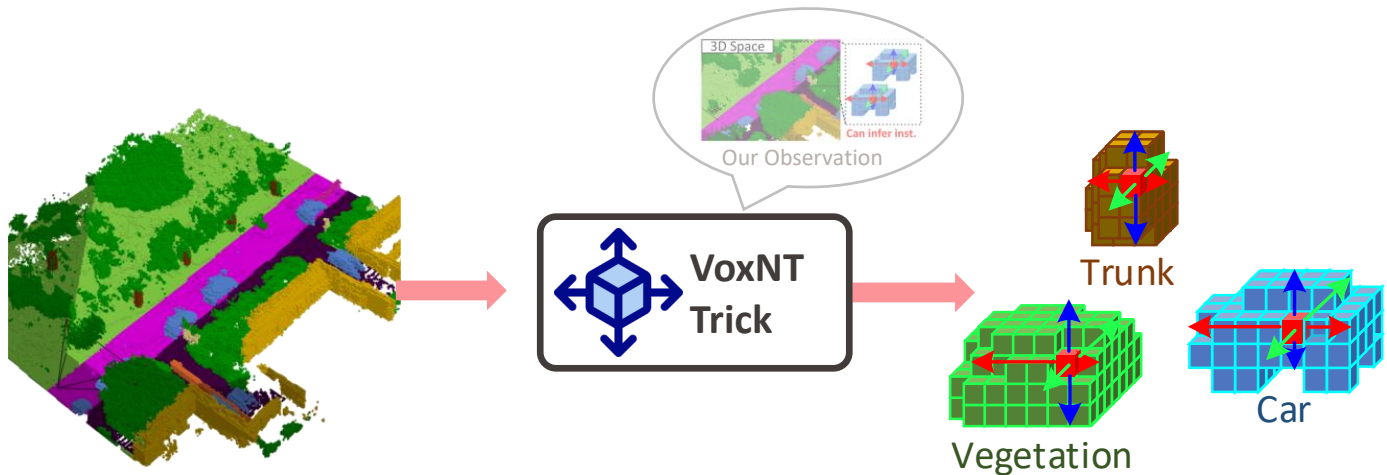 3D Space
Can infer inst.
Our Observation
VoxNT
Trick
Trunk
Car
Vegetation